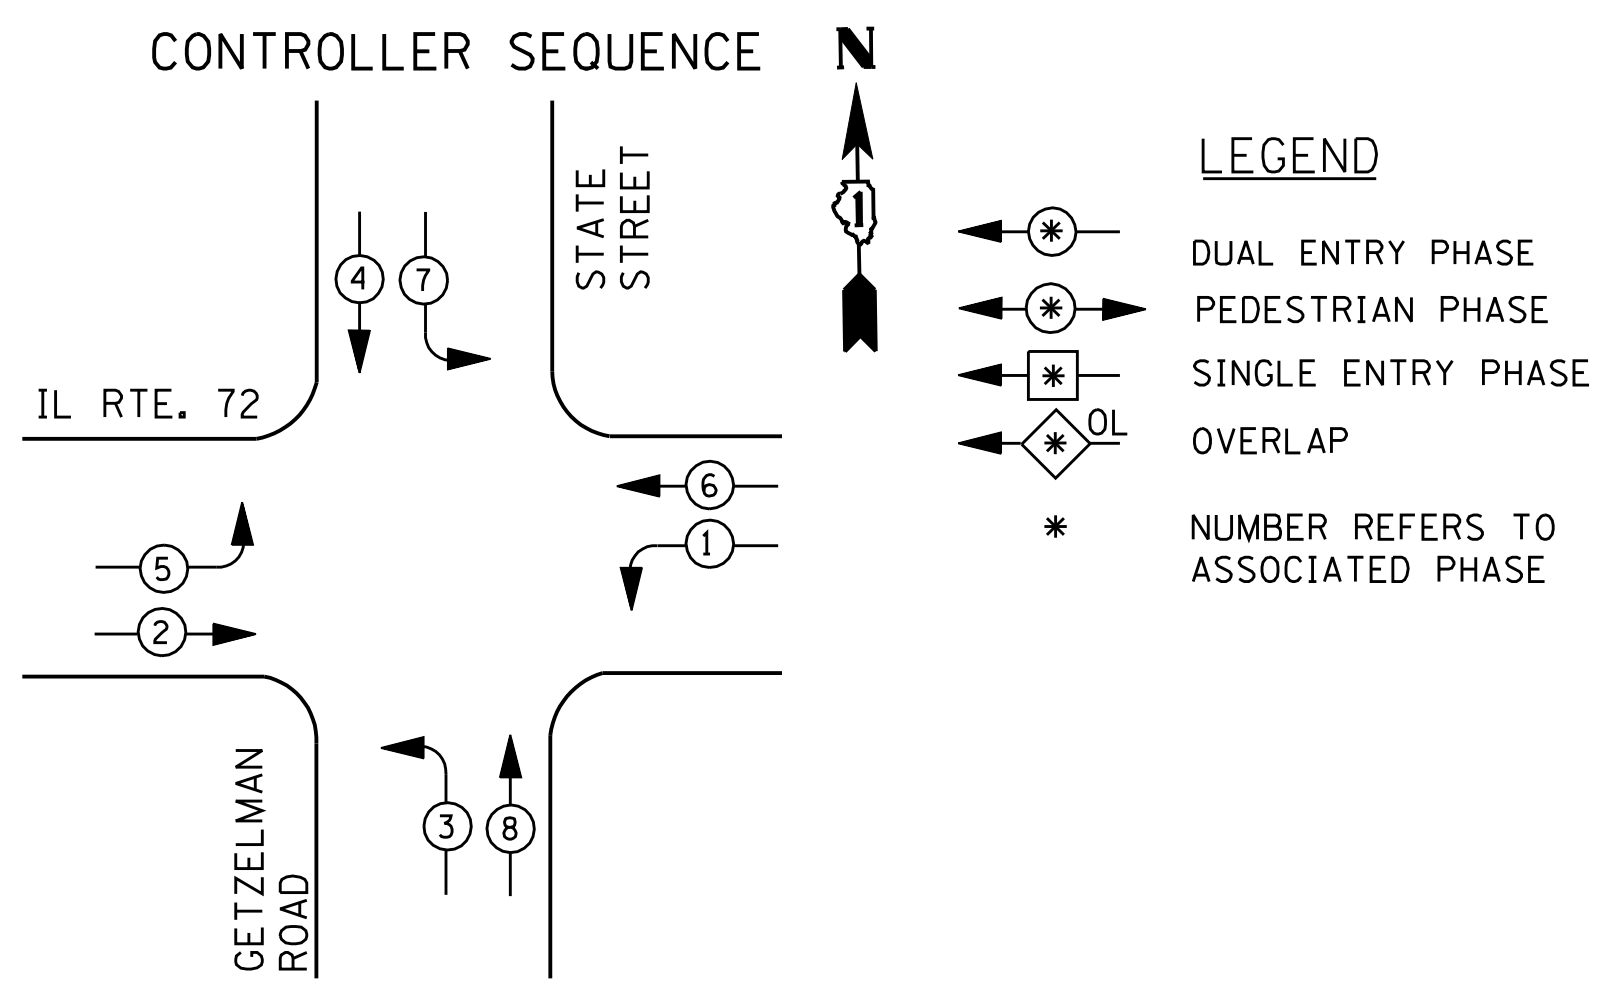 CONTROLLER SEQUENCE
N
1
STATE
STREET
4
7
IL RTE. 72
6
1
5
2
3
8
GETZELMAN
ROAD
LEGEND
* DUAL ENTRY PHASE
* PEDESTRIAN PHASE
* SINGLE ENTRY PHASE
* OL OVERLAP
* NUMBER REFERS TO
ASSOCIATED PHASE